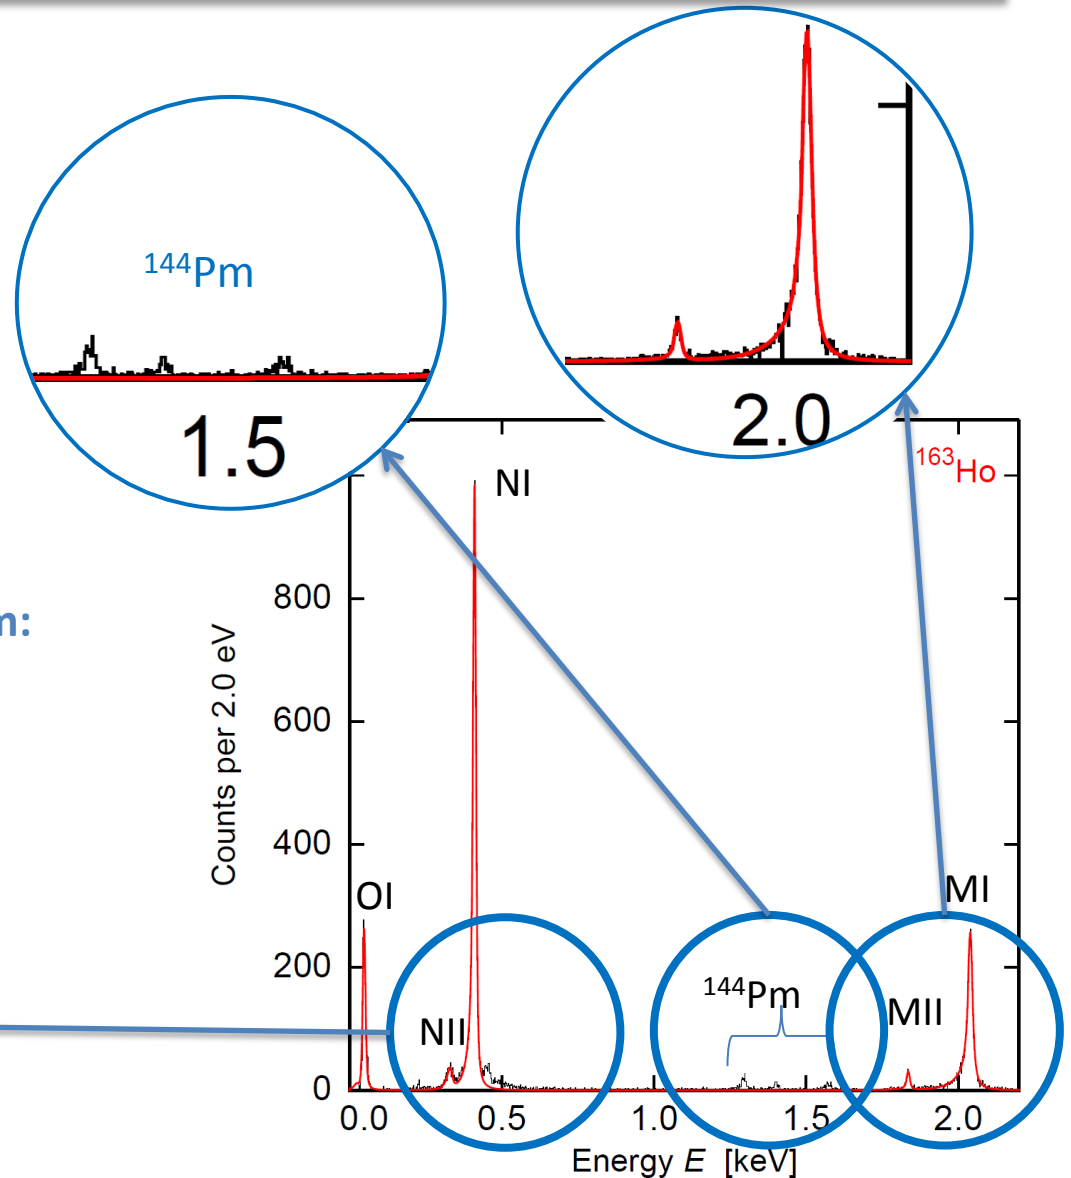 ¹⁴⁴Pm
1.5
2.0
¹⁶³Ho
NI
800
600
400
200
0
Counts per 2.0 eV
m:
OI
NII
¹⁴⁴Pm
MII
MI
0.0 0.5 1.0 1.5 2.0
Energy E [keV]